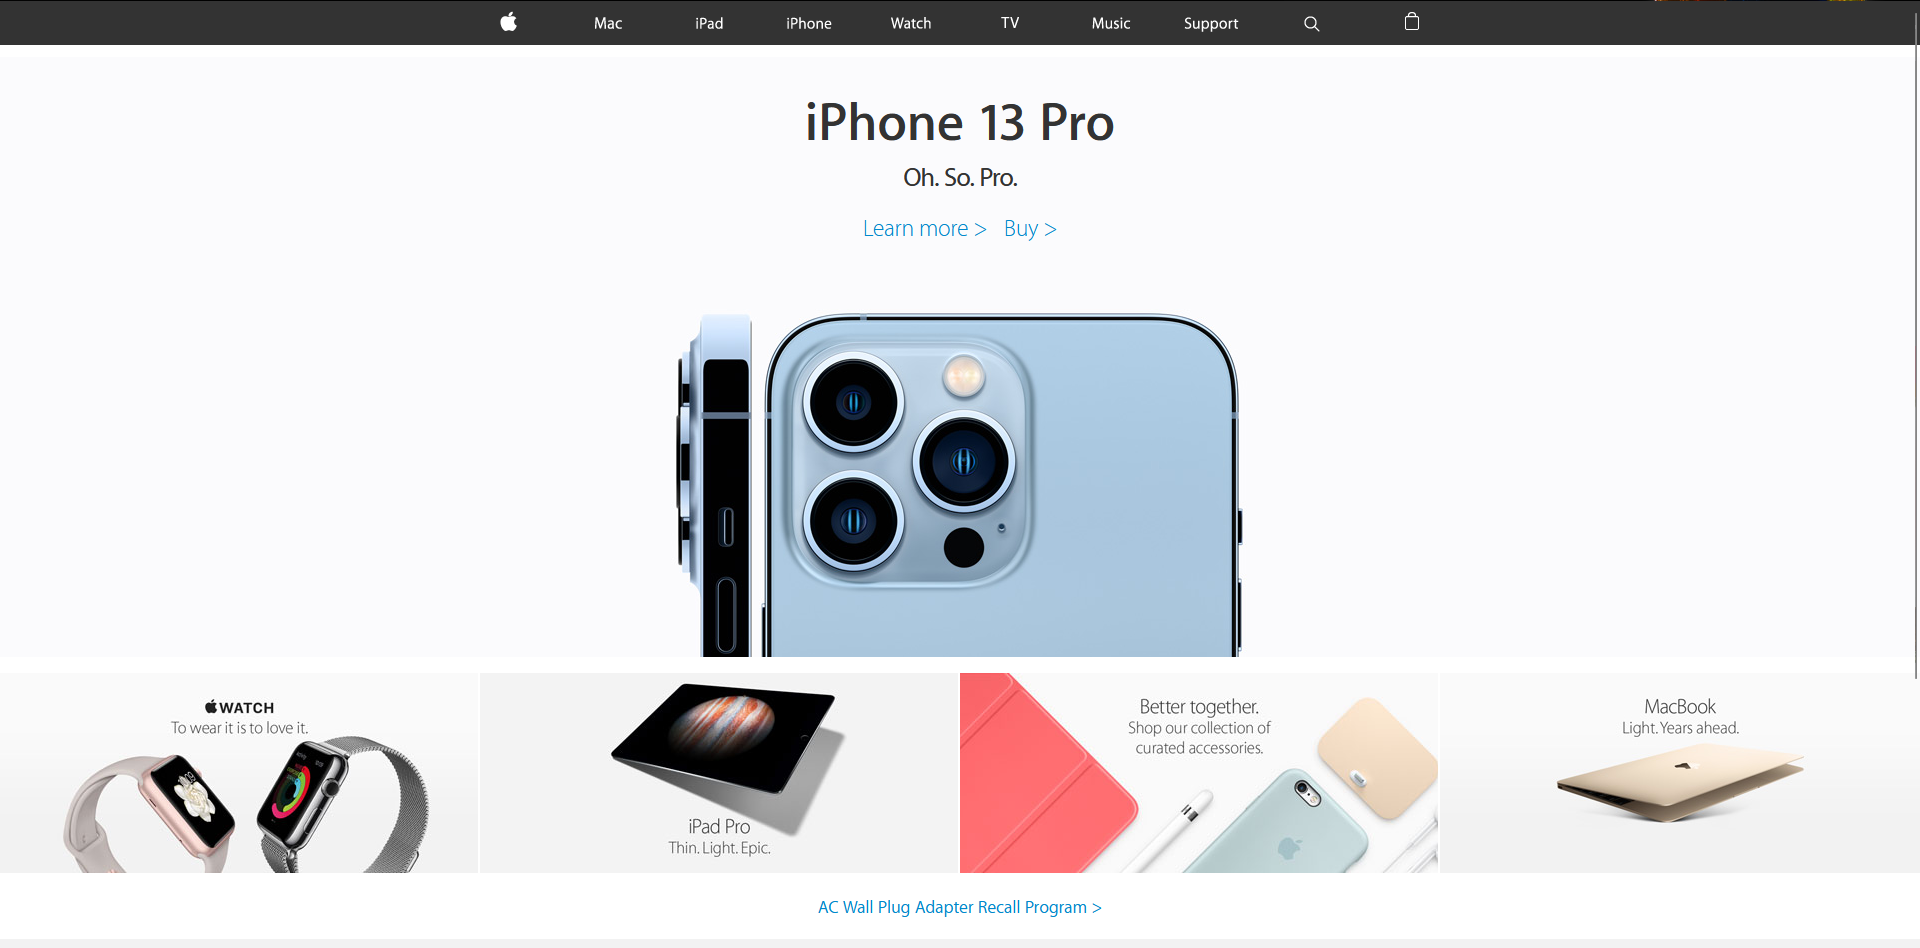 Mac iPad iPhone Watch TV Music Support
iPhone 13 Pro
Oh. So. Pro.
Learn more > Buy >
WATCH
To wear it is to love it.
iPad Pro
Thin. Light. Epic.
Better together.
Shop our collection of
curated accessories.
MacBook
Light. Years ahead.
AC Wall Plug Adapter Recall Program >